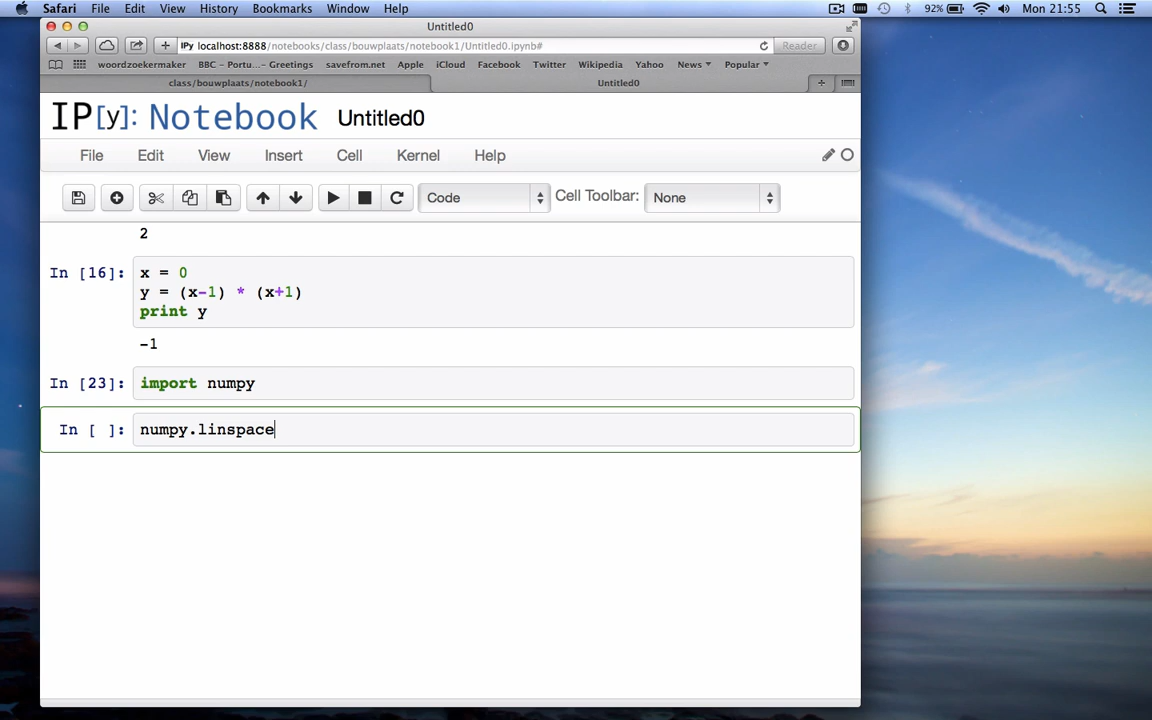 Safari File Edit View History Bookmarks Window Help 92% Mon 21:55
Untitled0
IPy localhost:8888/notebooks/class/bouwplaats/notebook1/Untitled0.ipynb# Reader
woordzoekermaker BBC - Portu...- Greetings savefrom.net Apple iCloud Facebook Twitter Wikipedia Yahoo News Popular
class/bouwplaats/notebook1/ Untitled0
IP[y]: Notebook Untitled0
File Edit View Insert Cell Kernel Help
Code Cell Toolbar: None
2
In [16]: x = 0
y = (x-1) * (x+1)
print y
-1
In [23]: import numpy
In [ ]: numpy.linspace